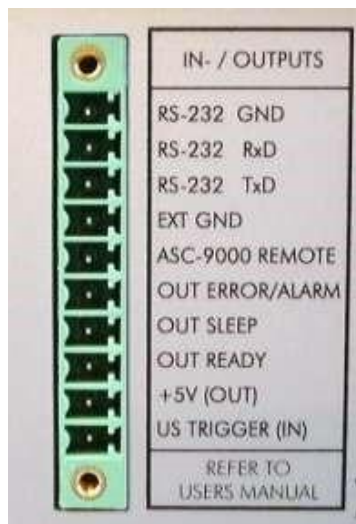 IN- / OUTPUTS
RS-232 GND
RS-232 RxD
RS-232 TxD
EXT GND
ASC-9000 REMOTE
OUT ERROR/ALARM
OUT SLEEP
OUT READY
+5V (OUT)
US TRIGGER (IN)
REFER TO
USERS MANUAL